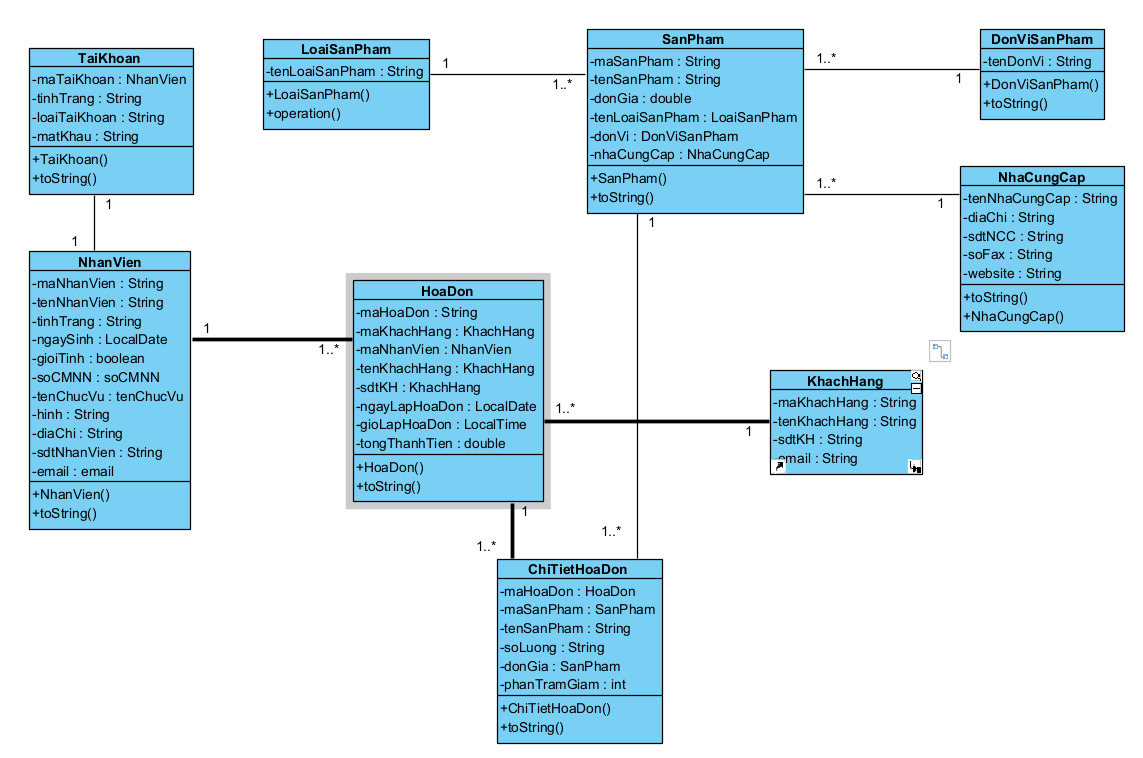 TaiKhoan
-maTaiKhoan : NhanVien
-tinhTrang : String
-loaiTaiKhoan : String
-matKhau : String
+TaiKhoan()
+toString()
1
1
LoaiSanPham
-tenLoaiSanPham : String
+LoaiSanPham()
+operation()
1
1..*
SanPham
-maSanPham : String
-tenSanPham : String
-donGia : double
-tenLoaiSanPham : LoaiSanPham
-donVi : DonViSanPham
-nhaCungCap : NhaCungCap
+SanPham()
+toString()
1..*
1
DonViSanPham
-tenDonVi : String
+DonViSanPham()
+toString()
1..*
1
NhaCungCap
-tenNhaCungCap : String
-diaChi : String
-sdtNCC : String
-soFax : String
-website : String
+toString()
+NhaCungCap()
1
1..*
NhanVien
-maNhanVien : String
-tenNhanVien : String
-tinhTrang : String
-ngaySinh : LocalDate
-gioiTinh : boolean
-soCMNN : soCMNN
-tenChucVu : tenChucVu
-hinh : String
-diaChi : String
-sdtNhanVien : String
-email : email
+NhanVien()
+toString()
1
1..*
HoaDon
-maHoaDon : String
-maKhachHang : KhachHang
-maNhanVien : NhanVien
-tenKhachHang : KhachHang
-sdtKH : KhachHang
-ngayLapHoaDon : LocalDate
-gioLapHoaDon : LocalTime
-tongThanhTien : double
+HoaDon()
+toString()
1..*
1
KhachHang
-maKhachHang : String
-tenKhachHang : String
-sdtKH : String
email : String
1
1..*
ChiTietHoaDon
-maHoaDon : HoaDon
-maSanPham : SanPham
-tenSanPham : String
-soLuong : String
-donGia : SanPham
-phanTramGiam : int
+ChiTietHoaDon()
+toString()